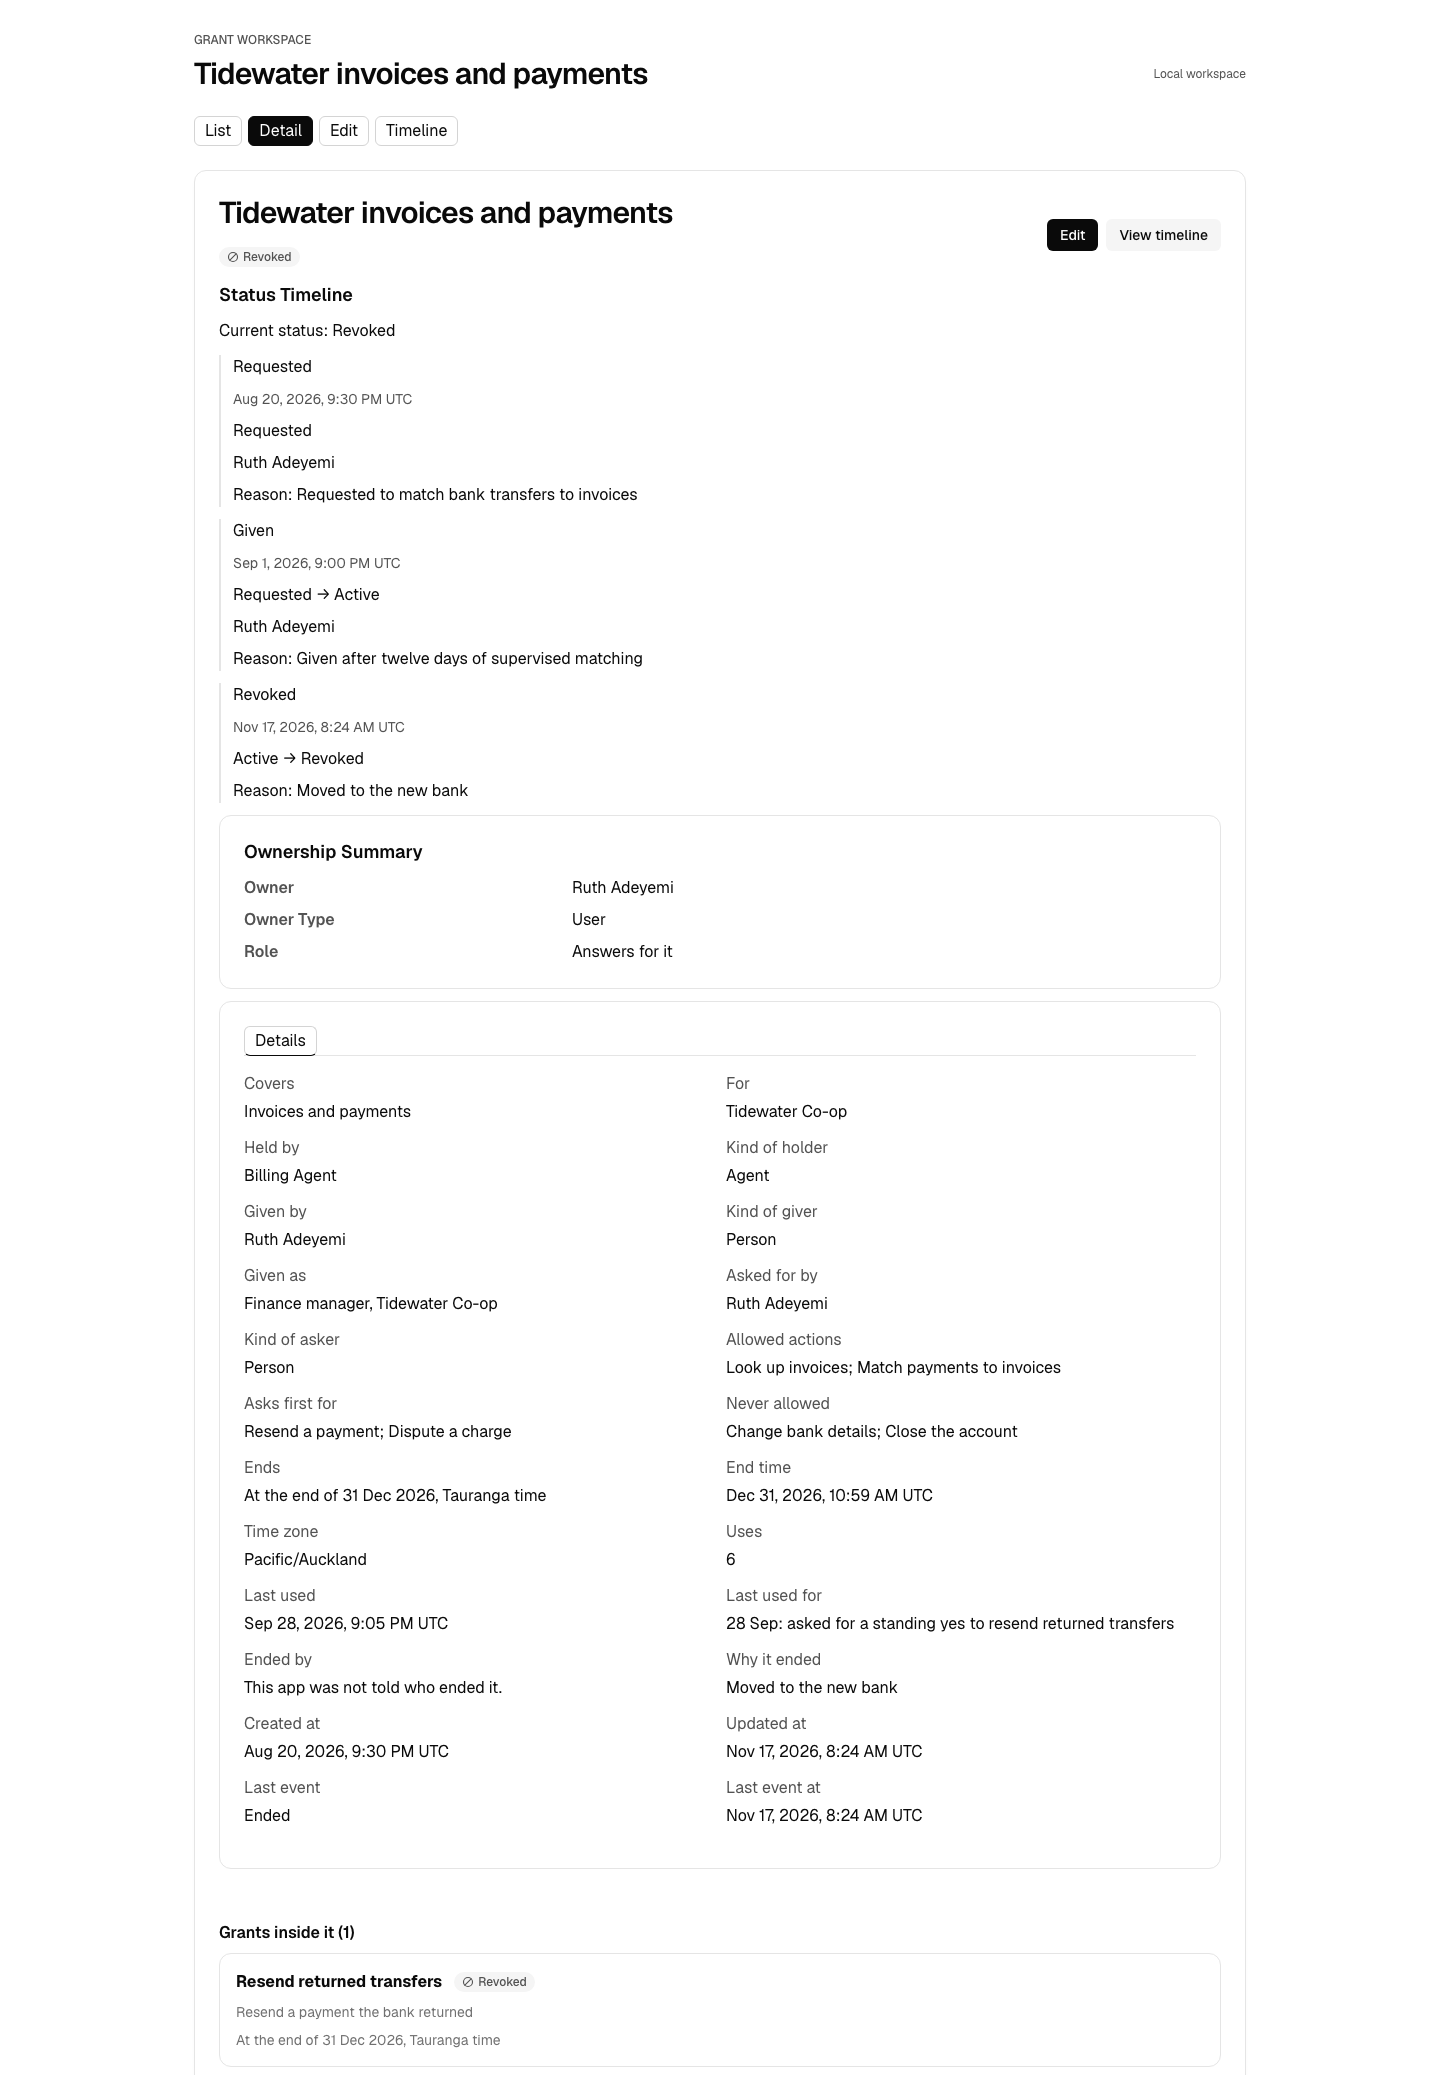 GRANT WORKSPACE
Tidewater invoices and payments
Local workspace
List
Detail
Edit
Timeline
Tidewater invoices and payments
Edit
View timeline
Revoked
Status Timeline
Current status: Revoked
Requested
Aug 20, 2026, 9:30 PM UTC
Requested
Ruth Adeyemi
Reason: Requested to match bank transfers to invoices
Given
Sep 1, 2026, 9:00 PM UTC
Requested → Active
Ruth Adeyemi
Reason: Given after twelve days of supervised matching
Revoked
Nov 17, 2026, 8:24 AM UTC
Active → Revoked
Reason: Moved to the new bank
Ownership Summary
Owner
Ruth Adeyemi
Owner Type
User
Role
Answers for it
Details
Covers
Invoices and payments
For
Tidewater Co-op
Held by
Billing Agent
Kind of holder
Agent
Given by
Ruth Adeyemi
Kind of giver
Person
Given as
Finance manager, Tidewater Co-op
Asked for by
Ruth Adeyemi
Kind of asker
Person
Allowed actions
Look up invoices; Match payments to invoices
Asks first for
Resend a payment; Dispute a charge
Never allowed
Change bank details; Close the account
Ends
At the end of 31 Dec 2026, Tauranga time
End time
Dec 31, 2026, 10:59 AM UTC
Time zone
Pacific/Auckland
Uses
6
Last used
Sep 28, 2026, 9:05 PM UTC
Last used for
28 Sep: asked for a standing yes to resend returned transfers
Ended by
This app was not told who ended it.
Why it ended
Moved to the new bank
Created at
Aug 20, 2026, 9:30 PM UTC
Updated at
Nov 17, 2026, 8:24 AM UTC
Last event
Ended
Last event at
Nov 17, 2026, 8:24 AM UTC
Grants inside it (1)
Resend returned transfers
Revoked
Resend a payment the bank returned
At the end of 31 Dec 2026, Tauranga time